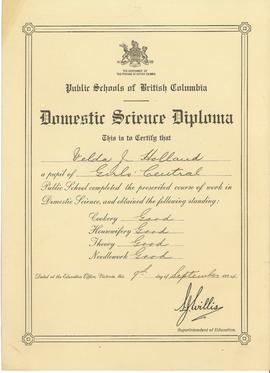 THE GOVERNMENT OF
THE PROVINCE OF BRITISH COLUMBIA
Public Schools of British Columbia
Domestic Science Diploma
This is to Certify that
Velda J Holland
a pupil of Girls' Central
Public School completed the prescribed course of work in
Domestic Science, and obtained the following standing:
Cookery Good
Housewifery Good
Theory Good
Needlework Good
Dated at the Education Office, Victoria, this 9th day of September
S J Willis
Superintendent of Education.